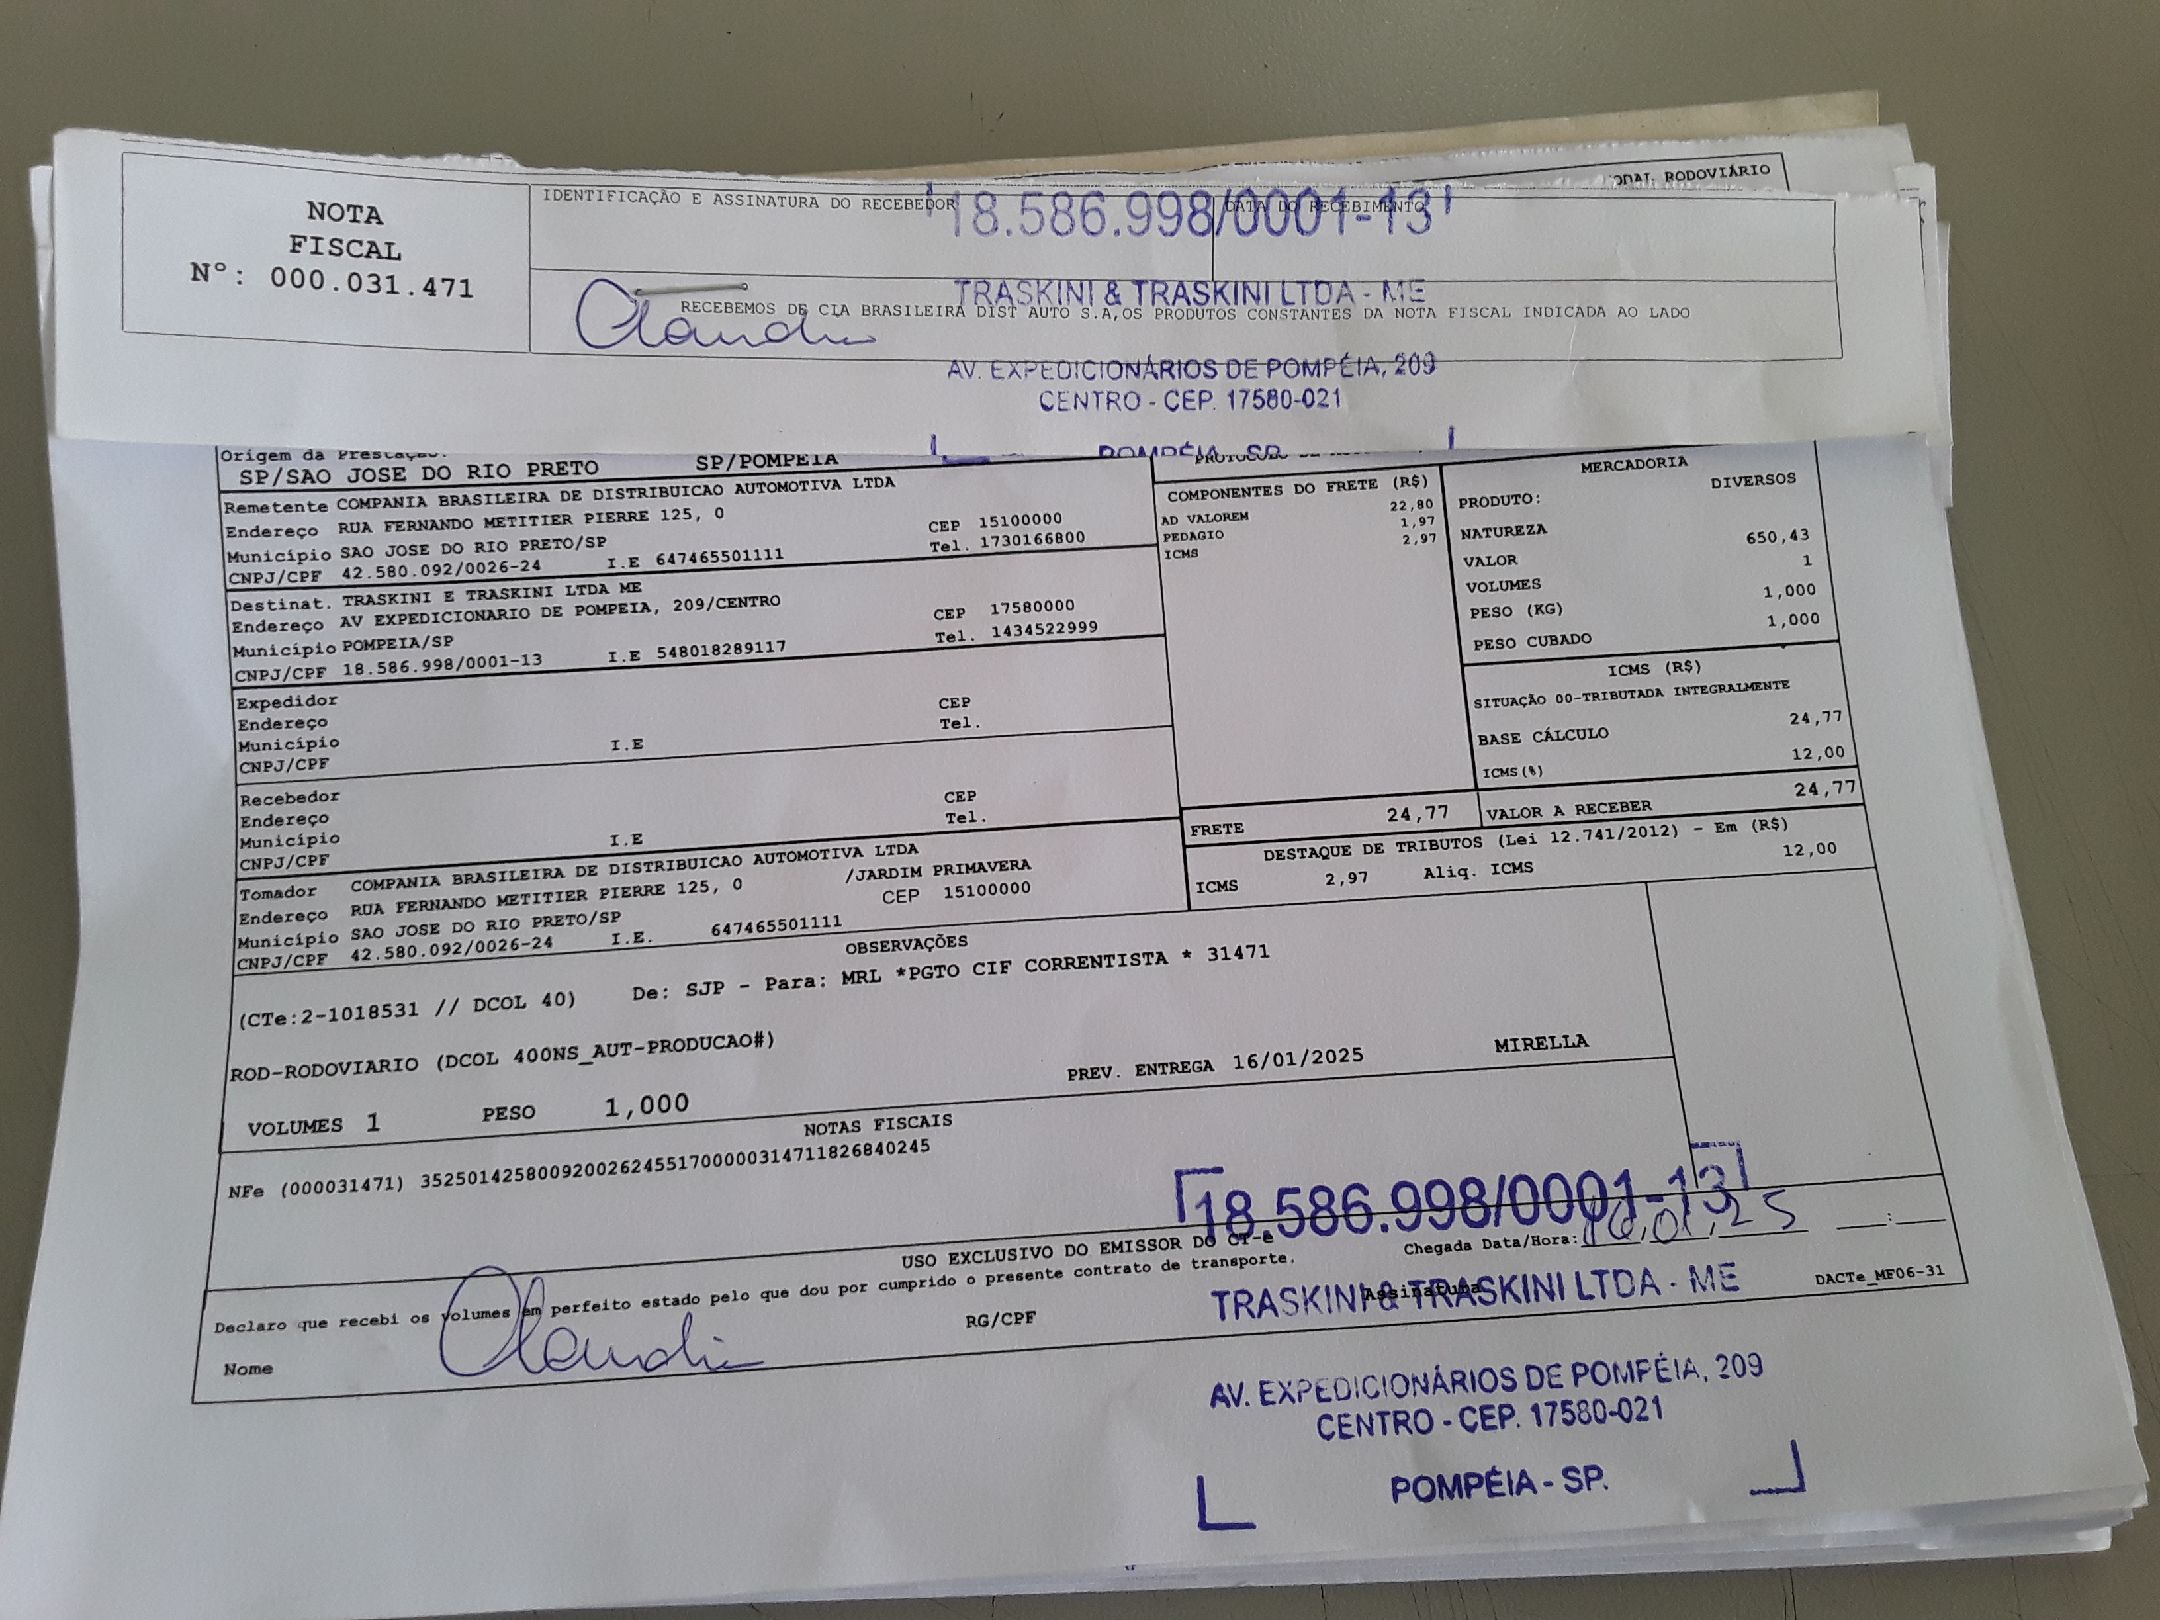 ONAL RODOVIÁRIO
NOTA
FISCAL
Nº: 000.031.471
IDENTIFICAÇÃO E ASSINATURA DO RECEBEDOR
DATA DO RECEBIMENTO
18.586.998/0001-13
TRASKINI & TRASKINI LTDA - ME
Claudio
RECEBEMOS DE CIA BRASILEIRA DIST AUTO S.A,OS PRODUTOS CONSTANTES DA NOTA FISCAL INDICADA AO LADO
AV. EXPEDICIONÁRIOS DE POMPÉIA, 209
CENTRO - CEP. 17580-021
POMPÉIA - SP.
Origem da Prestação.
SP/SAO JOSE DO RIO PRETO SP/POMPEIA
Remetente COMPANIA BRASILEIRA DE DISTRIBUICAO AUTOMOTIVA LTDA
Endereço RUA FERNANDO METITIER PIERRE 125, 0 CEP 15100000
Município SAO JOSE DO RIO PRETO/SP Tel. 1730166800
CNPJ/CPF 42.580.092/0026-24 I.E 647465501111
Destinat. TRASKINI E TRASKINI LTDA ME
Endereço AV EXPEDICIONARIO DE POMPEIA, 209/CENTRO CEP 17580000
Município POMPEIA/SP Tel. 1434522999
CNPJ/CPF 18.586.998/0001-13 I.E 548018289117
Expedidor CEP
Endereço Tel.
Município I.E
CNPJ/CPF
Recebedor CEP
Endereço Tel.
Município I.E
CNPJ/CPF
Tomador COMPANIA BRASILEIRA DE DISTRIBUICAO AUTOMOTIVA LTDA
Endereço RUA FERNANDO METITIER PIERRE 125, 0 /JARDIM PRIMAVERA
Município SAO JOSE DO RIO PRETO/SP CEP 15100000
CNPJ/CPF 42.580.092/0026-24 I.E. 647465501111
COMPONENTES DO FRETE (R$)
22,80
AD VALOREM 1,97
PEDAGIO 2,97
ICMS
MERCADORIA
PRODUTO: DIVERSOS
NATUREZA
VALOR 650,43
VOLUMES 1
PESO (KG) 1,000
PESO CUBADO 1,000
ICMS (R$)
SITUAÇÃO 00-TRIBUTADA INTEGRALMENTE
BASE CÁLCULO 24,77
ICMS(%) 12,00
FRETE 24,77 VALOR A RECEBER 24,77
DESTAQUE DE TRIBUTOS (Lei 12.741/2012) - Em (R$)
ICMS 2,97 Aliq. ICMS 12,00
OBSERVAÇÕES
(CTe:2-1018531 // DCOL 40) De: SJP - Para: MRL *PGTO CIF CORRENTISTA * 31471
ROD-RODOVIARIO (DCOL 400NS_AUT-PRODUCAO#)
PREV. ENTREGA 16/01/2025 MIRELLA
VOLUMES 1 PESO 1,000
NOTAS FISCAIS
NFe (000031471) 35250142580092002624551700000314711826840245
18.586.998/0001-13
USO EXCLUSIVO DO EMISSOR DO CT-e
Chegada Data/Hora: 16,01,25 __:__
Declaro que recebi os volumes em perfeito estado pelo que dou por cumprido o presente contrato de transporte.
Nome Claudio RG/CPF Assinatura DACTe_MF06-31
TRASKINI & TRASKINI LTDA - ME
AV. EXPEDICIONÁRIOS DE POMPÉIA, 209
CENTRO - CEP. 17580-021
POMPÉIA - SP.